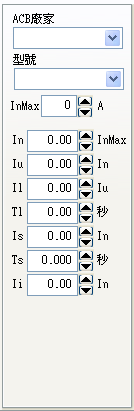 ACB廠家
型號
InMax 0 A
In 0.00 InMax
Iu 0.00 In
Il 0.00 Iu
Tl 0.00 秒
Is 0.00 In
Ts 0.000 秒
Ii 0.00 In